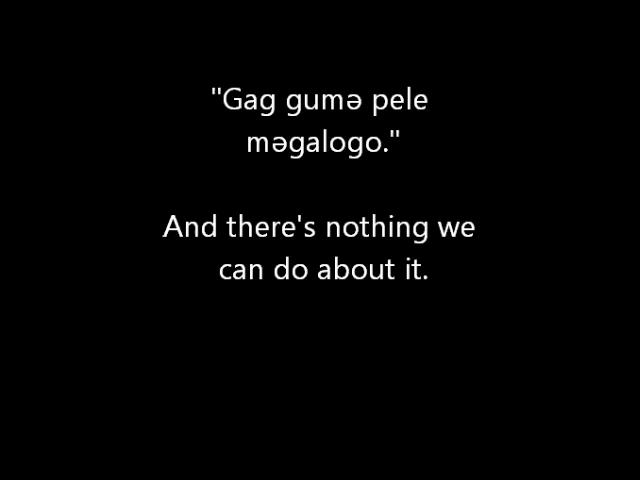 "Gag gumə pele
məgalogo."
And there's nothing we
can do about it.